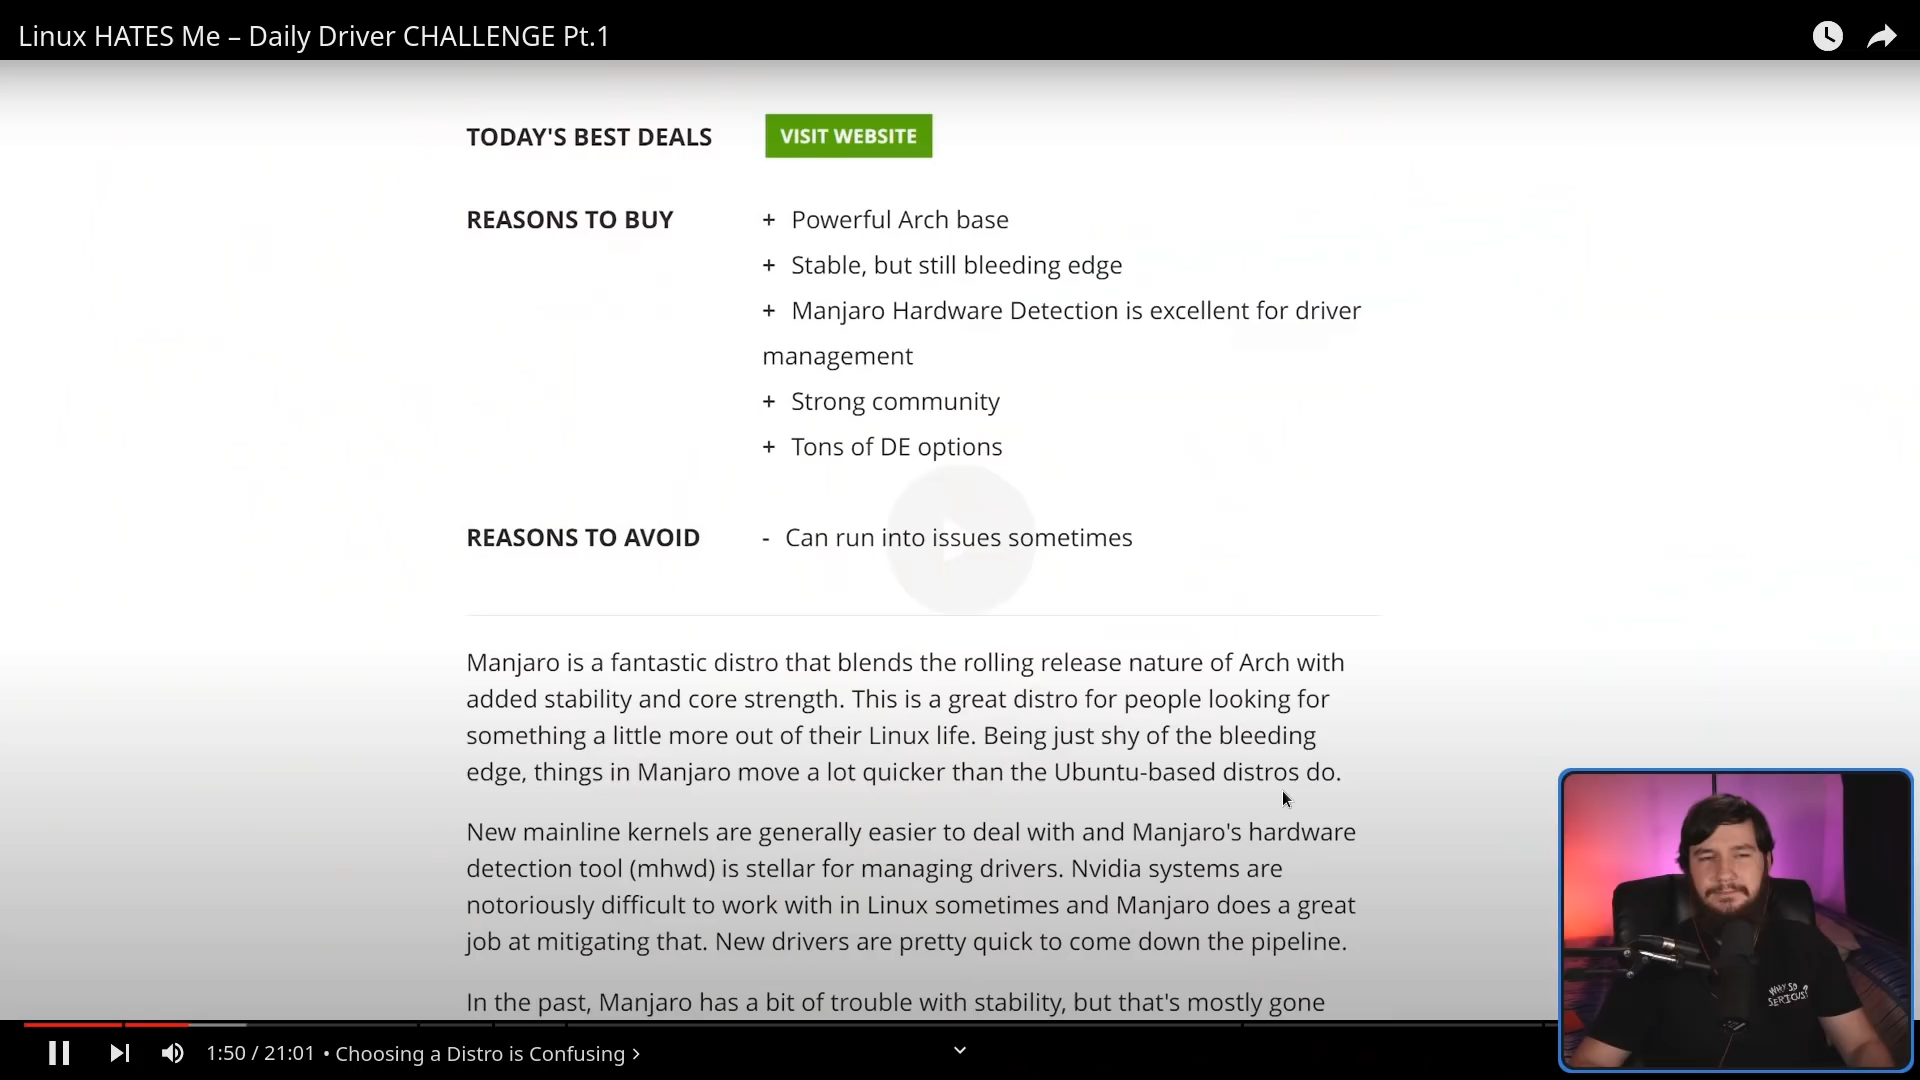 Linux HATES Me – Daily Driver CHALLENGE Pt.1
TODAY'S BEST DEALS
VISIT WEBSITE
REASONS TO BUY
+ Powerful Arch base
+ Stable, but still bleeding edge
+ Manjaro Hardware Detection is excellent for driver
management
+ Strong community
+ Tons of DE options
REASONS TO AVOID
- Can run into issues sometimes
Manjaro is a fantastic distro that blends the rolling release nature of Arch with
added stability and core strength. This is a great distro for people looking for
something a little more out of their Linux life. Being just shy of the bleeding
edge, things in Manjaro move a lot quicker than the Ubuntu-based distros do.
New mainline kernels are generally easier to deal with and Manjaro's hardware
detection tool (mhwd) is stellar for managing drivers. Nvidia systems are
notoriously difficult to work with in Linux sometimes and Manjaro does a great
job at mitigating that. New drivers are pretty quick to come down the pipeline.
In the past, Manjaro has a bit of trouble with stability, but that's mostly gone
WHY SO
SERIOUS?
1:50 / 21:01 • Choosing a Distro is Confusing ›